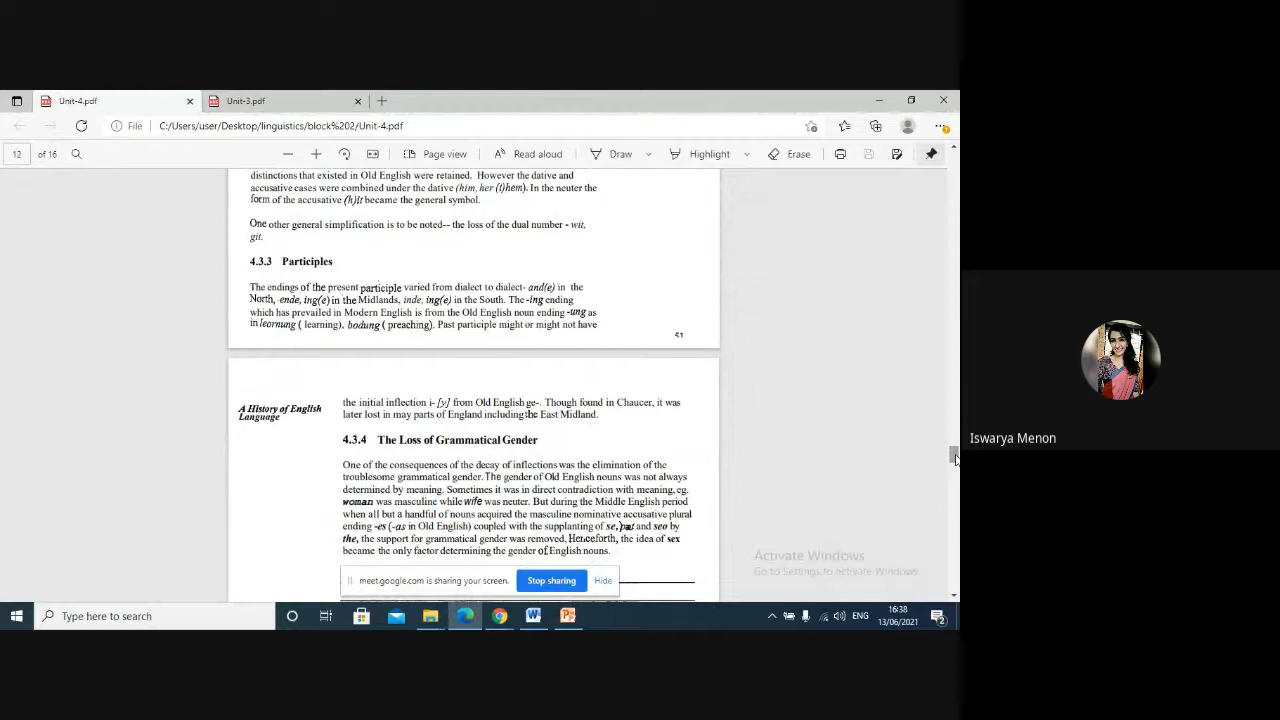 Unit-4.pdf
Unit-3.pdf
File C:/Users/user/Desktop/linguistics/block%202/Unit-4.pdf
12 of 16 Page view Read aloud Draw Highlight Erase
distinctions that existed in Old English were retained. However the dative and
accusative cases were combined under the dative (him, her (t)hem). In the neuter the
form of the accusative (h)it became the general symbol.
One other general simplification is to be noted-- the loss of the dual number - wit,
git.
4.3.3 Participles
The endings of the present participle varied from dialect to dialect- and(e) in the
North, -ende, ing(e) in the Midlands, inde, ing(e) in the South. The -ing ending
which has prevailed in Modern English is from the Old English noun ending -ung as
in leornung ( learning), bodung ( preaching). Past participle might or might not have
51
A History of English
Language
the initial inflection i- [y] from Old English ge-. Though found in Chaucer, it was
later lost in may parts of England including the East Midland.
4.3.4 The Loss of Grammatical Gender
One of the consequences of the decay of inflections was the elimination of the
troublesome grammatical gender. The gender of Old English nouns was not always
determined by meaning. Sometimes it was in direct contradiction with meaning, eg.
woman was masculine while wife was neuter. But during the Middle English period
when all but a handful of nouns acquired the masculine nominative accusative plural
ending -es (-as in Old English) coupled with the supplanting of se, and seo by
the, the support for grammatical gender was removed. Henceforth, the idea of sex
became the only factor determining the gender of English nouns.
meet.google.com is sharing your screen. Stop sharing Hide
Activate Windows
Go to Settings to activate Windows.
Type here to search
ENG
16:38
13/06/2021
2
Iswarya Menon